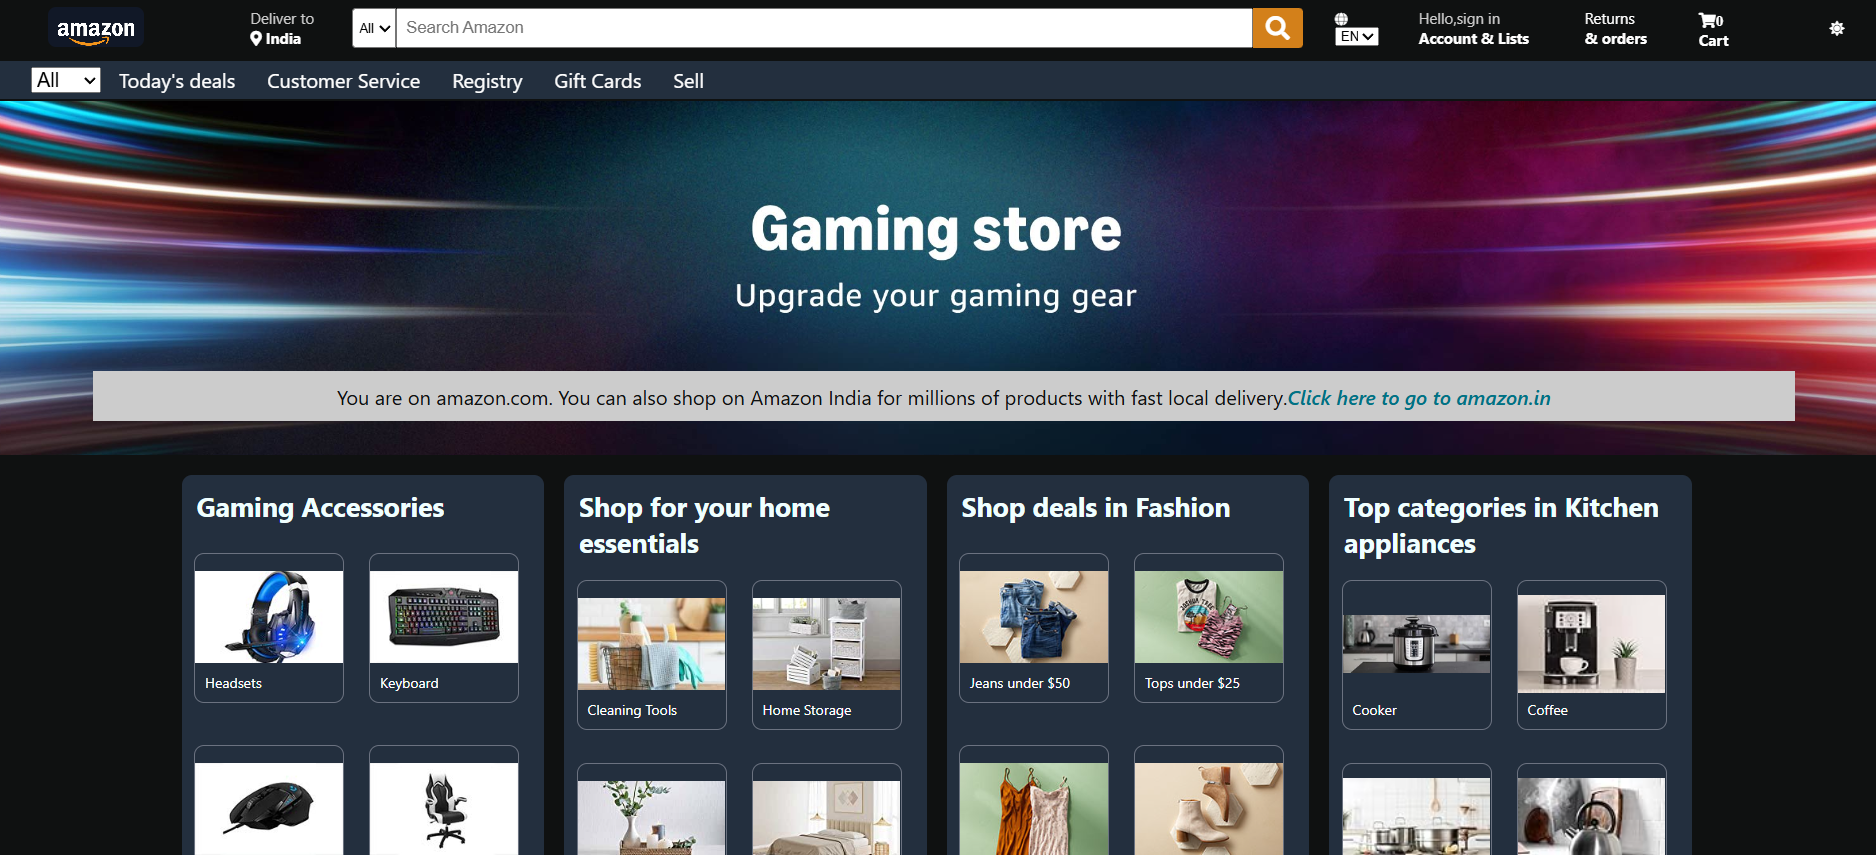 amazon
Deliver to
India
All
Search Amazon
EN
Hello,sign in
Account & Lists
Returns
& orders
0
Cart
All
Today's deals
Customer Service
Registry
Gift Cards
Sell
Gaming store
Upgrade your gaming gear
You are on amazon.com. You can also shop on Amazon India for millions of products with fast local delivery.Click here to go to amazon.in
Gaming Accessories
Headsets
Keyboard
Shop for your home
essentials
Cleaning Tools
Home Storage
Shop deals in Fashion
Jeans under $50
Tops under $25
Top categories in Kitchen
appliances
Cooker
Coffee